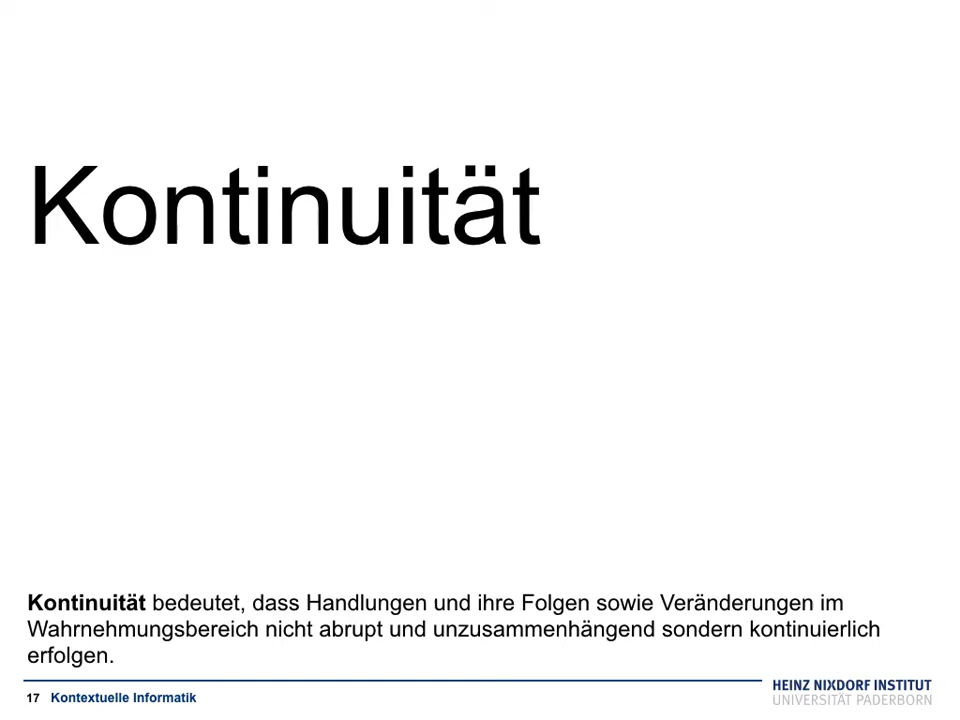 Kontinuität
Kontinuität bedeutet, dass Handlungen und ihre Folgen sowie Veränderungen im
Wahrnehmungsbereich nicht abrupt und unzusammenhängend sondern kontinuierlich
erfolgen.
17 Kontextuelle Informatik
HEINZ NIXDORF INSTITUT
UNIVERSITÄT PADERBORN